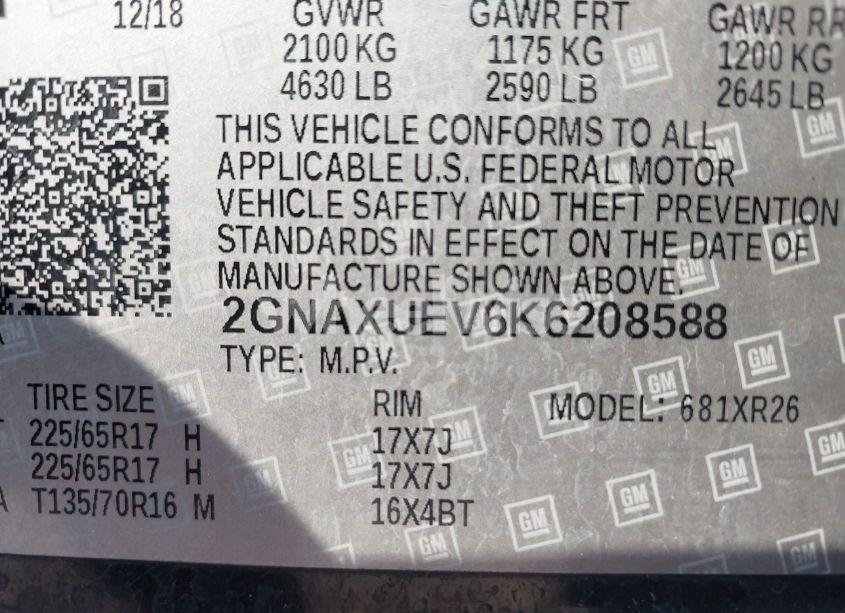 12/18 GVWR GAWR FRT GAWR RR
2100 KG 1175 KG 1200 KG
4630 LB 2590 LB 2645 LB
THIS VEHICLE CONFORMS TO ALL
APPLICABLE U.S. FEDERAL MOTOR
VEHICLE SAFETY AND THEFT PREVENTION
STANDARDS IN EFFECT ON THE DATE OF
MANUFACTURE SHOWN ABOVE.
2GNAXUEV6K6208588
TYPE: M.P.V.
TIRE SIZE RIM MODEL: 681XR26
225/65R17 H 17X7J
225/65R17 H 17X7J
T135/70R16 M 16X4BT